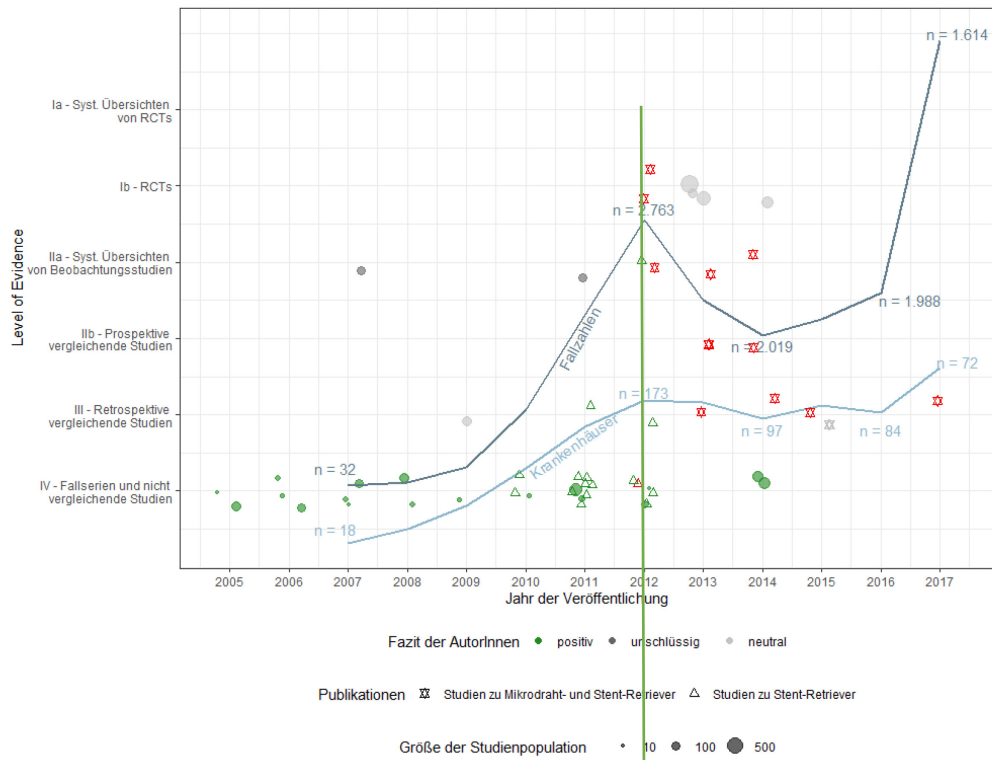 n = 1.614
Ia - Syst. Übersichten
von RCTs
Ib - RCTs
n = 2.763
IIa - Syst. Übersichten
von Beobachtungsstudien
n = 1.988
Level of Evidence
Fallzahlen
IIb - Prospektive
vergleichende Studien
n = 2.019
n = 72
n = 173
III - Retrospektive
vergleichende Studien
n = 97
n = 84
Krankenhäuser
n = 32
IV - Fallserien und nicht
vergleichende Studien
n = 18
2005 2006 2007 2008 2009 2010 2011 2012 2013 2014 2015 2016 2017
Jahr der Veröffentlichung
Fazit der AutorInnen positiv unschlüssig neutral
Publikationen Studien zu Mikrodraht- und Stent-Retriever Studien zu Stent-Retriever
Größe der Studienpopulation 10 100 500